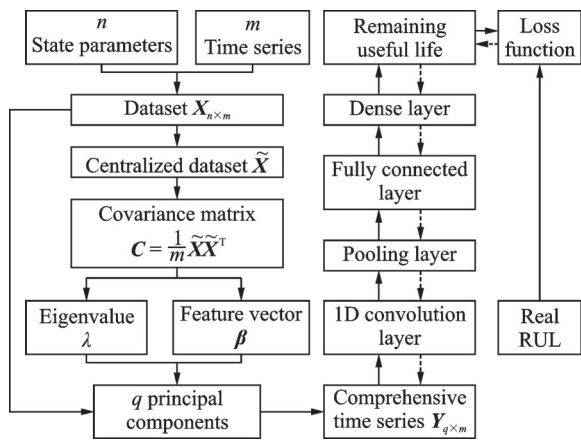 n
State parameters
m
Time series
Dataset X_{n×m}
Centralized dataset X̃
Covariance matrix
C = 1/m X̃X̃^T
Eigenvalue
λ
Feature vector
β
q principal
components
Remaining
useful life
Loss
function
Dense layer
Fully connected
layer
Pooling layer
1D convolution
layer
Real
RUL
Comprehensive
time series Y_{q×m}